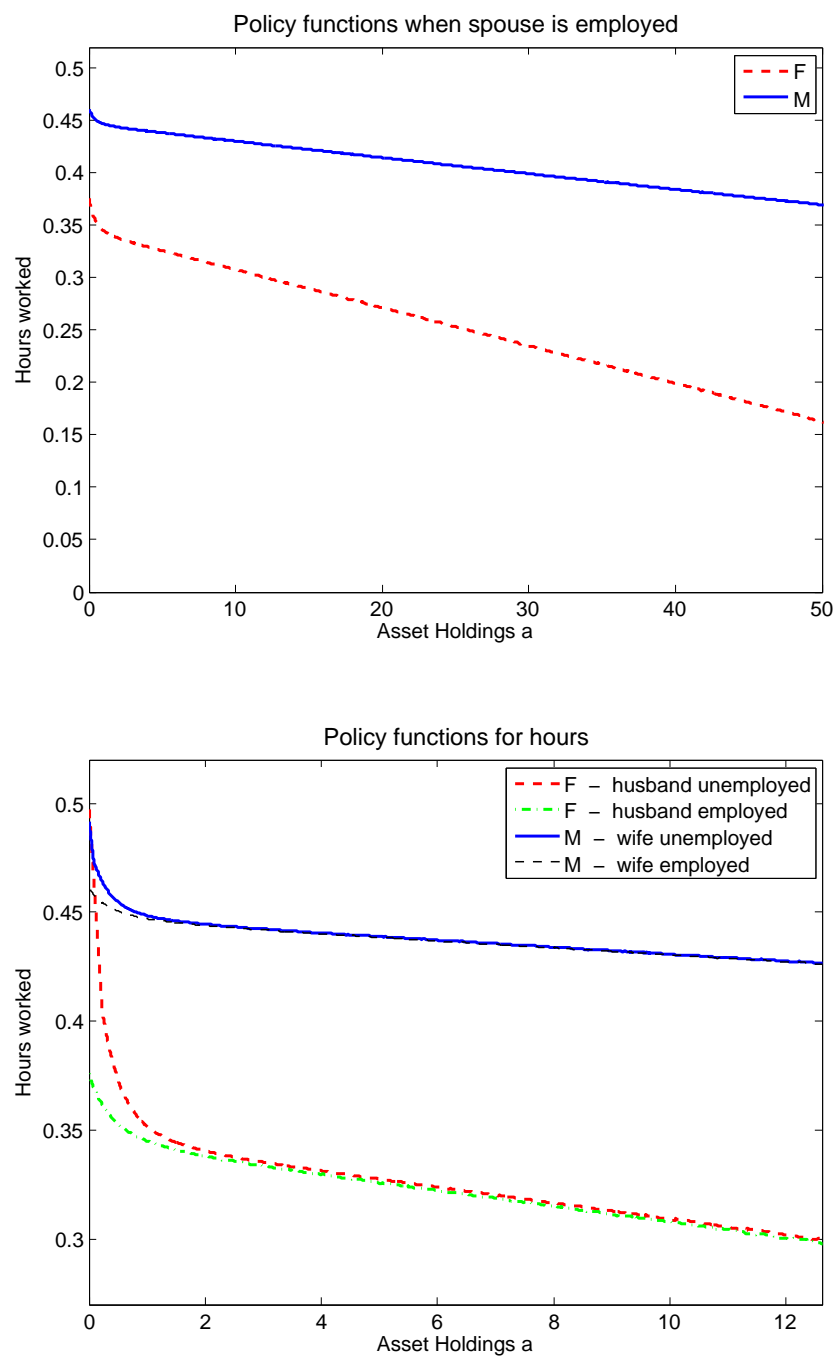 Policy functions when spouse is employed
0.5
0.45
0.4
0.35
0.3
0.25
0.2
0.15
0.1
0.05
0
Hours worked
F
M
0 10 20 30 40 50
Asset Holdings a
Policy functions for hours
0.5
0.45
0.4
0.35
0.3
Hours worked
F – husband unemployed
F – husband employed
M – wife unemployed
M – wife employed
0 2 4 6 8 10 12
Asset Holdings a